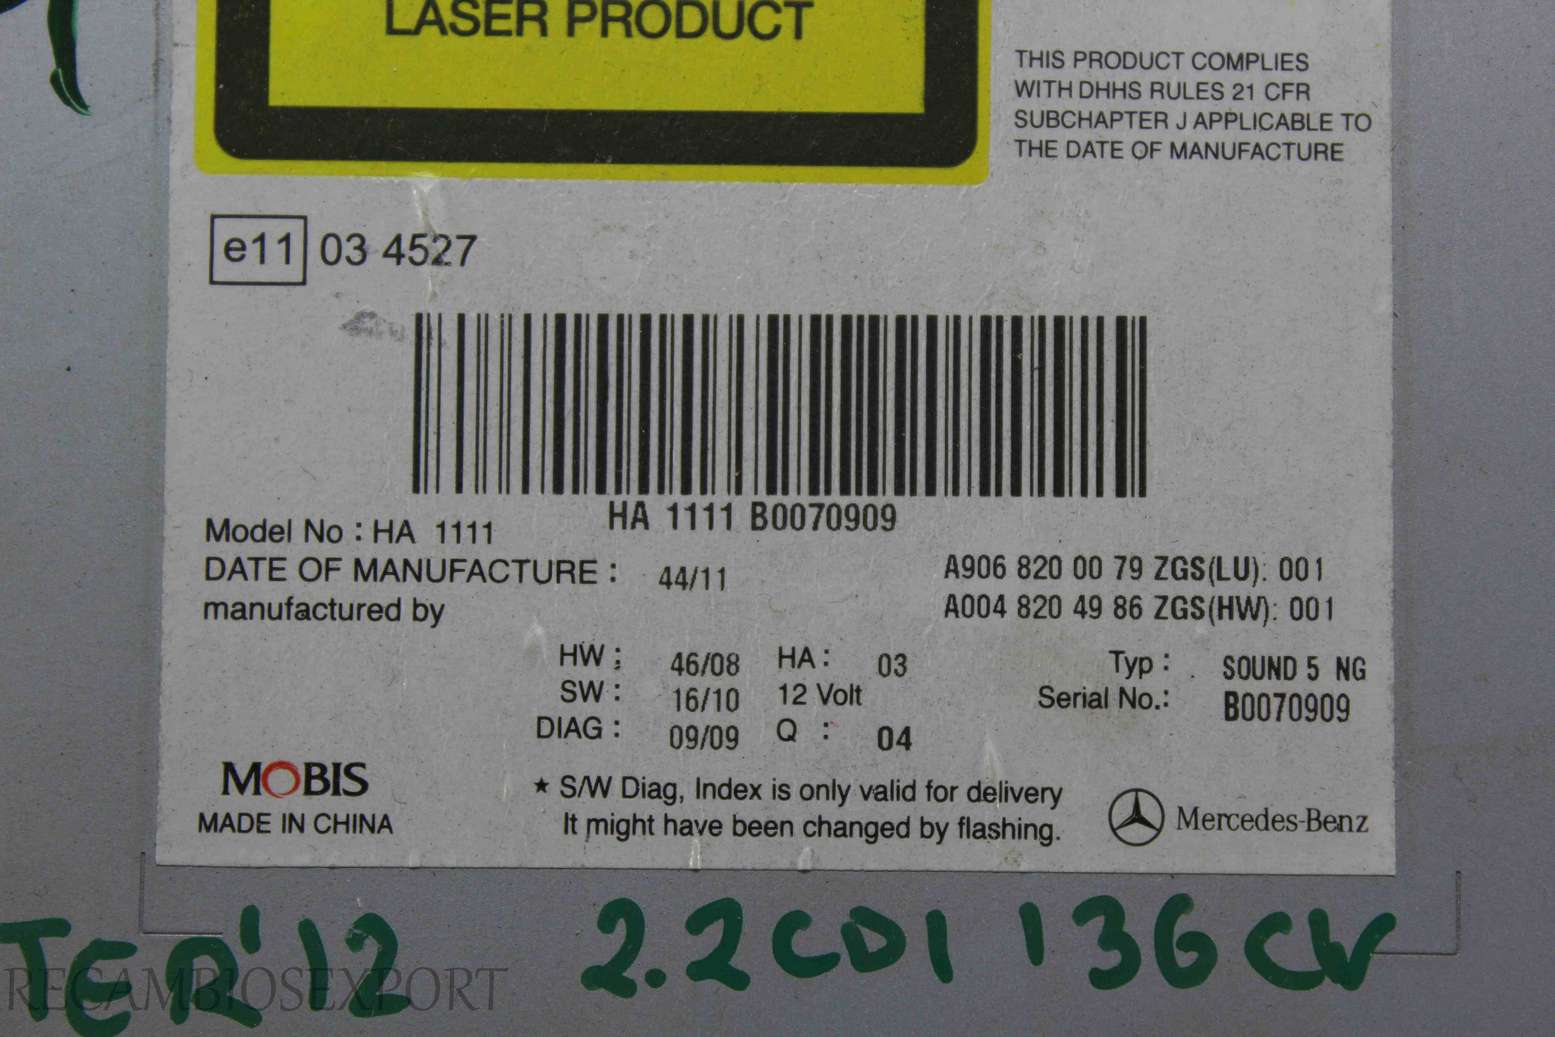 LASER PRODUCT
THIS PRODUCT COMPLIES
WITH DHHS RULES 21 CFR
SUBCHAPTER J APPLICABLE TO
THE DATE OF MANUFACTURE
e11 03 4527
HA 1111 B0070909
Model No : HA 1111
DATE OF MANUFACTURE : 44/11
manufactured by
A906 820 00 79 ZGS(LU): 001
A004 820 49 86 ZGS(HW): 001
HW : 46/08 HA : 03
SW : 16/10 12 Volt
DIAG : 09/09 Q : 04
Typ : SOUND 5 NG
Serial No.: B0070909
MOBIS
MADE IN CHINA
★ S/W Diag, Index is only valid for delivery
It might have been changed by flashing.
Mercedes-Benz
TER'12 2.2CDI 136CV
RECAMBIOSEXPORT